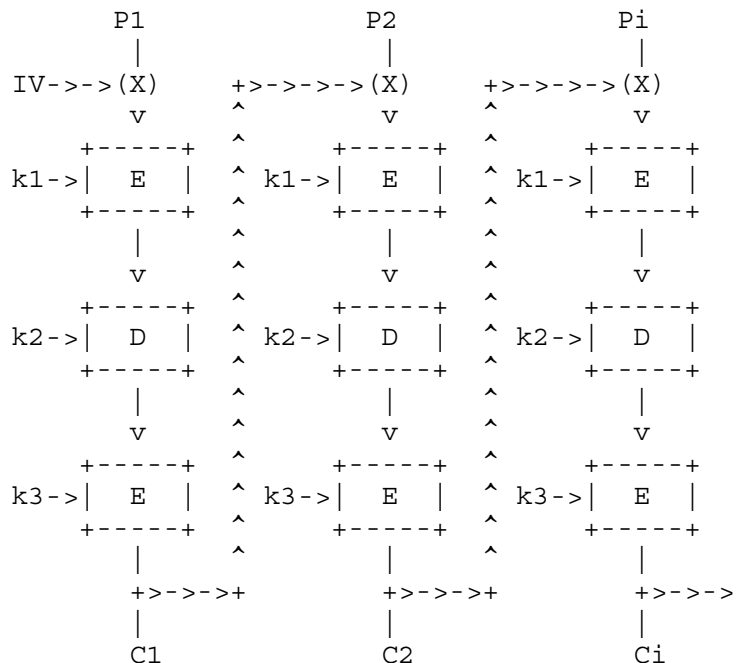 P1 P2 Pi
| | |
IV->->(X) +>->->->(X) +>->->->(X)
v ^ v ^ v
+-----+ ^ +-----+ ^ +-----+
k1->| E | ^ k1->| E | ^ k1->| E |
+-----+ ^ +-----+ ^ +-----+
| ^ | ^ |
v ^ v ^ v
+-----+ ^ +-----+ ^ +-----+
k2->| D | ^ k2->| D | ^ k2->| D |
+-----+ ^ +-----+ ^ +-----+
| ^ | ^ |
v ^ v ^ v
+-----+ ^ +-----+ ^ +-----+
k3->| E | ^ k3->| E | ^ k3->| E |
+-----+ ^ +-----+ ^ +-----+
| ^ | ^ |
+>->->+ +>->->+ +>->->
| | |
C1 C2 Ci